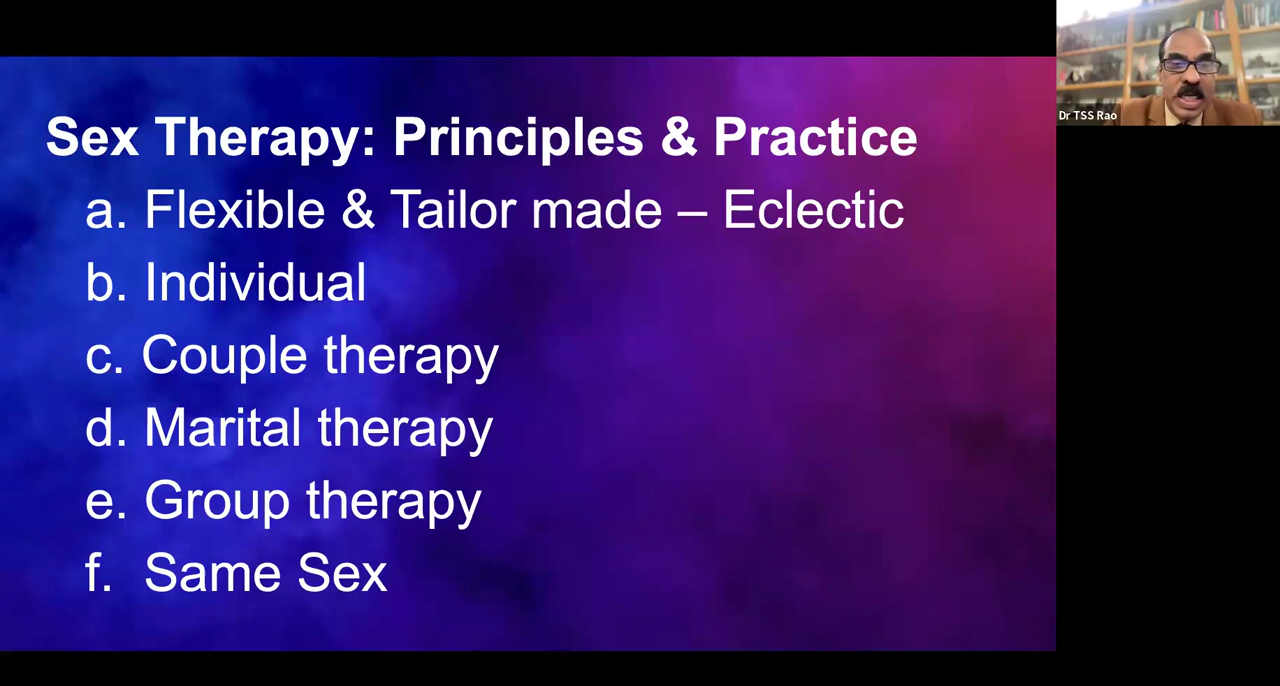 Sex Therapy: Principles & Practice
a. Flexible & Tailor made – Eclectic
b. Individual
c. Couple therapy
d. Marital therapy
e. Group therapy
f. Same Sex
Dr TSS Rao